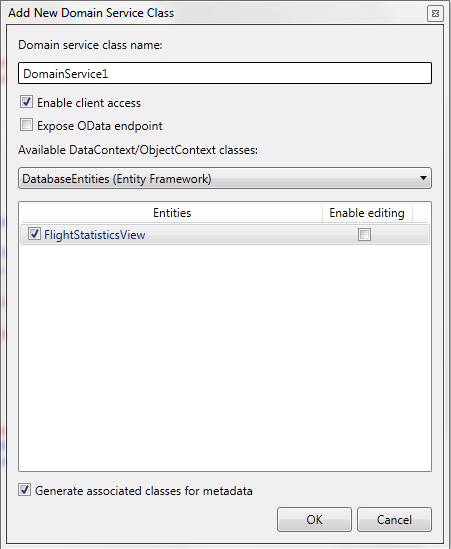 Add New Domain Service Class
Domain service class name:
DomainService1
Enable client access
Expose OData endpoint
Available DataContext/ObjectContext classes:
DatabaseEntities (Entity Framework)
Entities Enable editing
FlightStatisticsView
Generate associated classes for metadata
OK Cancel